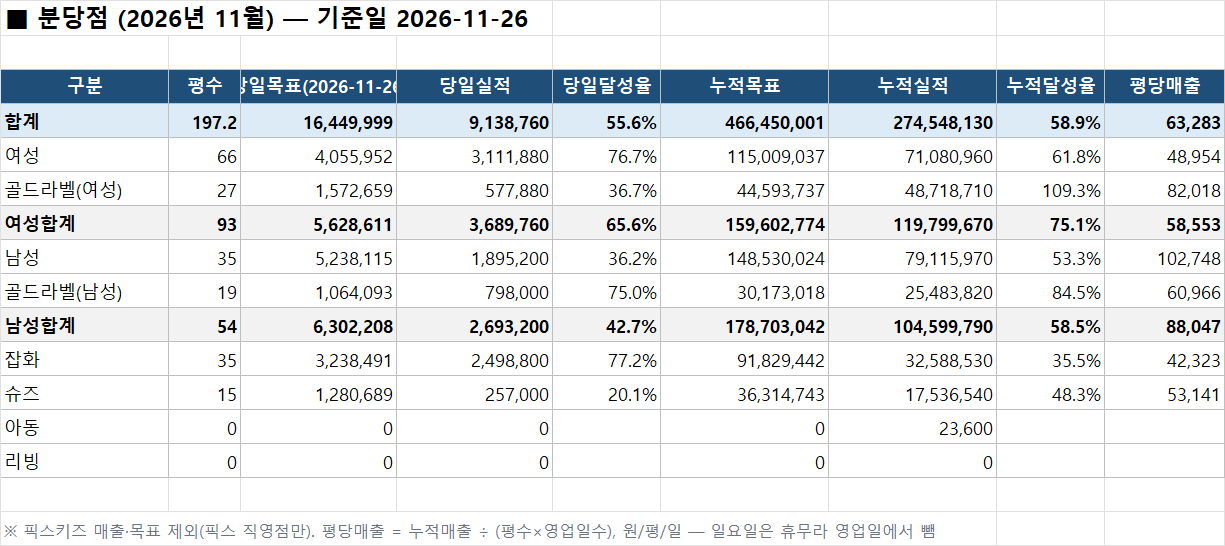 ■ 분당점 (2026년 11월) — 기준일 2026-11-26
구분 평수 당일목표(2026-11-26 당일실적 당일달성율 누적목표 누적실적 누적달성율 평당매출
합계 197.2 16,449,999 9,138,760 55.6% 466,450,001 274,548,130 58.9% 63,283
여성 66 4,055,952 3,111,880 76.7% 115,009,037 71,080,960 61.8% 48,954
골드라벨(여성) 27 1,572,659 577,880 36.7% 44,593,737 48,718,710 109.3% 82,018
여성합계 93 5,628,611 3,689,760 65.6% 159,602,774 119,799,670 75.1% 58,553
남성 35 5,238,115 1,895,200 36.2% 148,530,024 79,115,970 53.3% 102,748
골드라벨(남성) 19 1,064,093 798,000 75.0% 30,173,018 25,483,820 84.5% 60,966
남성합계 54 6,302,208 2,693,200 42.7% 178,703,042 104,599,790 58.5% 88,047
잡화 35 3,238,491 2,498,800 77.2% 91,829,442 32,588,530 35.5% 42,323
슈즈 15 1,280,689 257,000 20.1% 36,314,743 17,536,540 48.3% 53,141
아동 0 0 0 0 23,600
리빙 0 0 0 0 0
※ 픽스키즈 매출·목표 제외(픽스 직영점만). 평당매출 = 누적매출 ÷ (평수×영업일수), 원/평/일 — 일요일은 휴무라 영업일에서 뺌